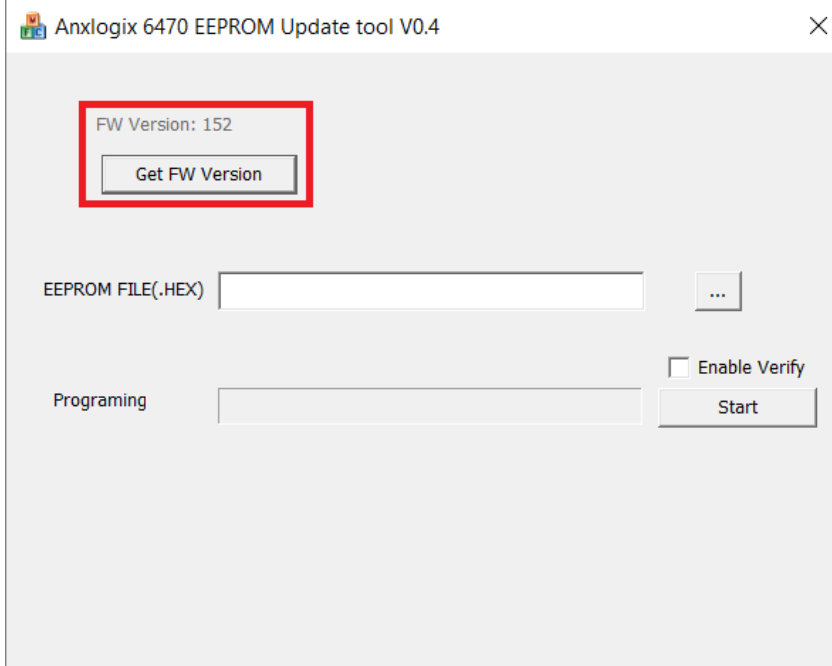 Anxlogix 6470 EEPROM Update tool V0.4
FW Version: 152
Get FW Version
EEPROM FILE(.HEX)
...
Enable Verify
Programing
Start